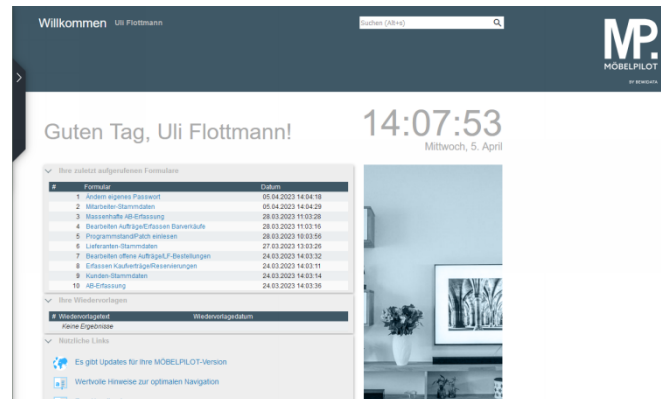 Willkommen Uli Flottmann
Suchen (Alt+s)
MP.
MÖBELPILOT
BY BEWIDATA
Guten Tag, Uli Flottmann!
14:07:53
Mittwoch, 5. April
Ihre zuletzt aufgerufenen Formulare
# Formular Datum
1 Ändern eigenes Passwort 05.04.2023 14:04:18
2 Mitarbeiter-Stammdaten 05.04.2023 14:04:29
3 Massenhafte AB-Erfassung 28.03.2023 11:03:28
4 Bearbeiten Aufträge/Erfassen Barverkäufe 28.03.2023 11:03:16
5 Programmstand/Patch einlesen 28.03.2023 10:03:56
6 Lieferanten-Stammdaten 27.03.2023 13:03:26
7 Bearbeiten offene Aufträge/LF-Bestellungen 24.03.2023 14:03:32
8 Erfassen Kaufverträge/Reservierungen 24.03.2023 14:03:11
9 Kunden-Stammdaten 24.03.2023 14:03:14
10 AB-Erfassung 24.03.2023 14:03:36
Ihre Wiedervorlagen
# Wiedervorlagetext Wiedervorlagedatum
Keine Ergebnisse
Nützliche Links
Es gibt Updates für Ihre MÖBELPILOT-Version
Wertvolle Hinweise zur optimalen Navigation